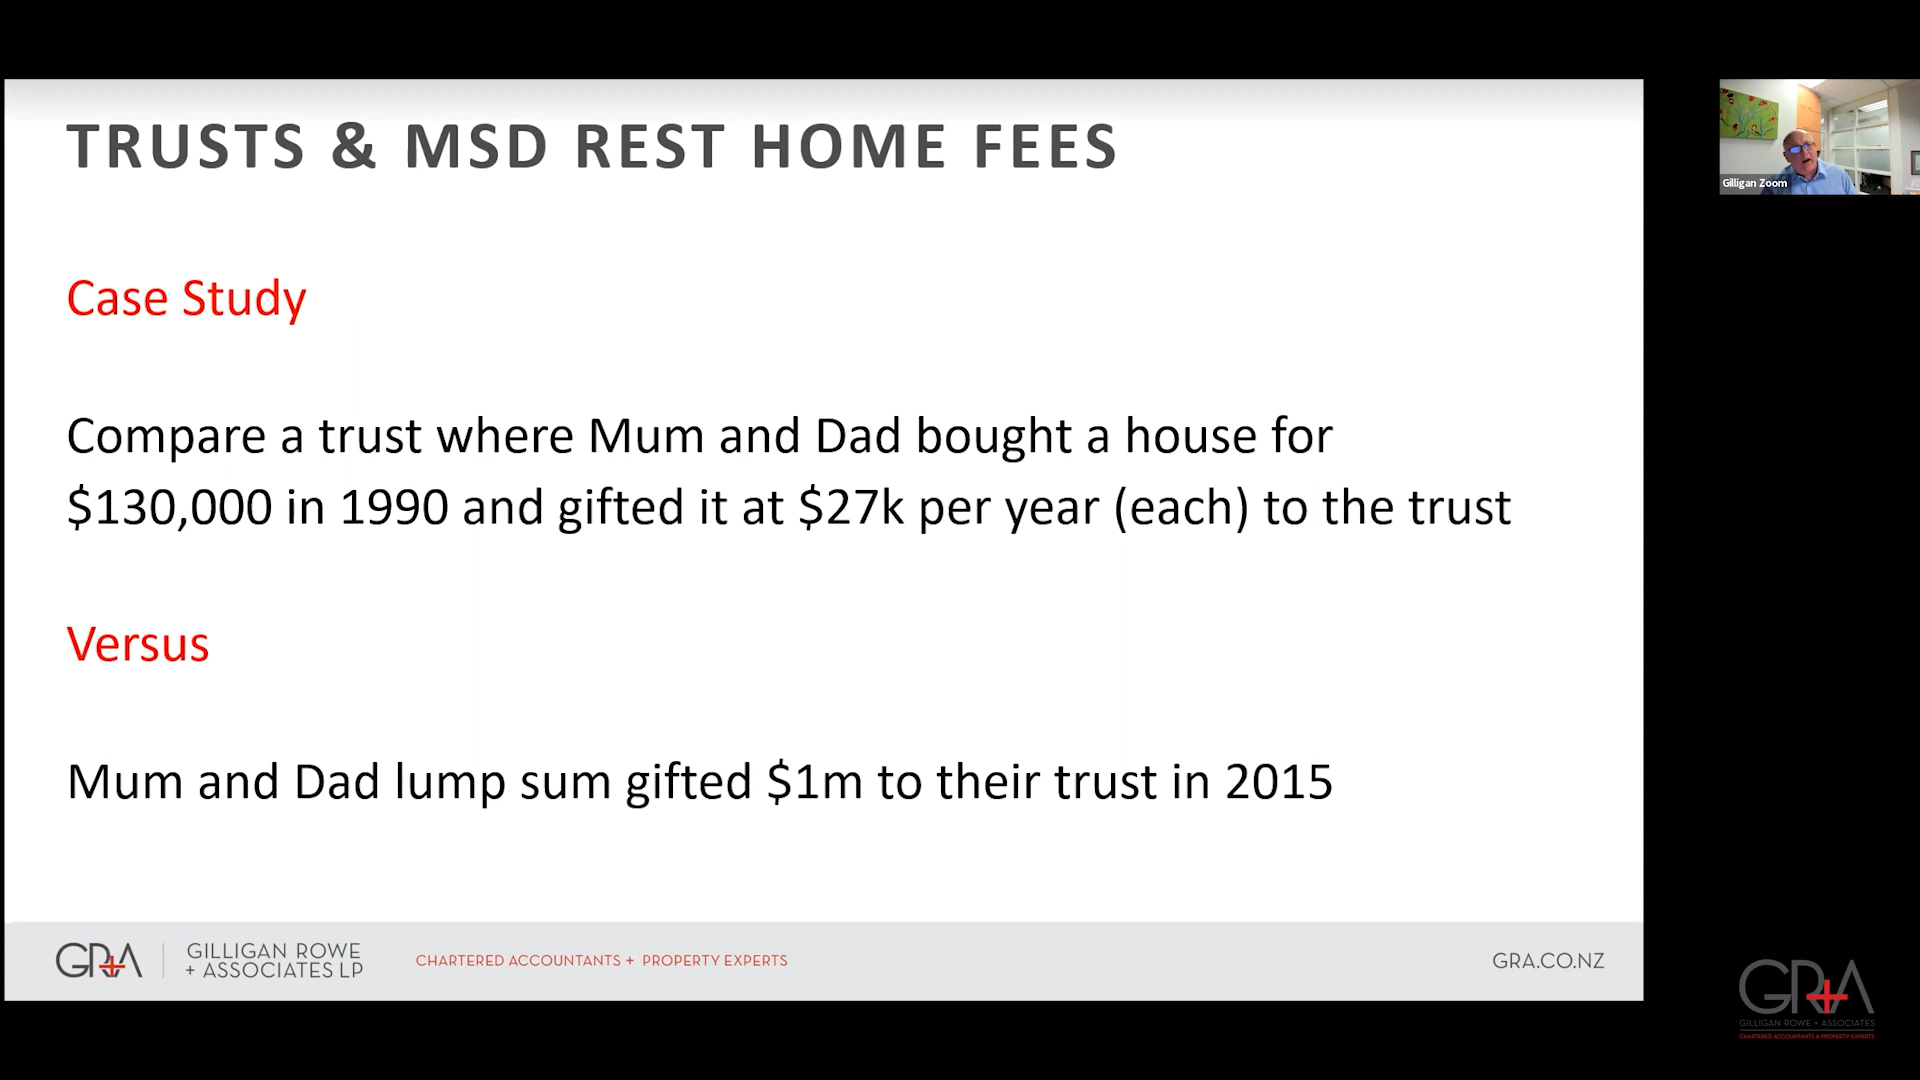 TRUSTS & MSD REST HOME FEES
Gilligan Zoom
Case Study
Compare a trust where Mum and Dad bought a house for
$130,000 in 1990 and gifted it at $27k per year (each) to the trust
Versus
Mum and Dad lump sum gifted $1m to their trust in 2015
GRA
GILLIGAN ROWE
+ ASSOCIATES LP
CHARTERED ACCOUNTANTS + PROPERTY EXPERTS
GRA.CO.NZ
GRA
GILLIGAN ROWE + ASSOCIATES
CHARTERED ACCOUNTANTS & PROPERTY EXPERTS